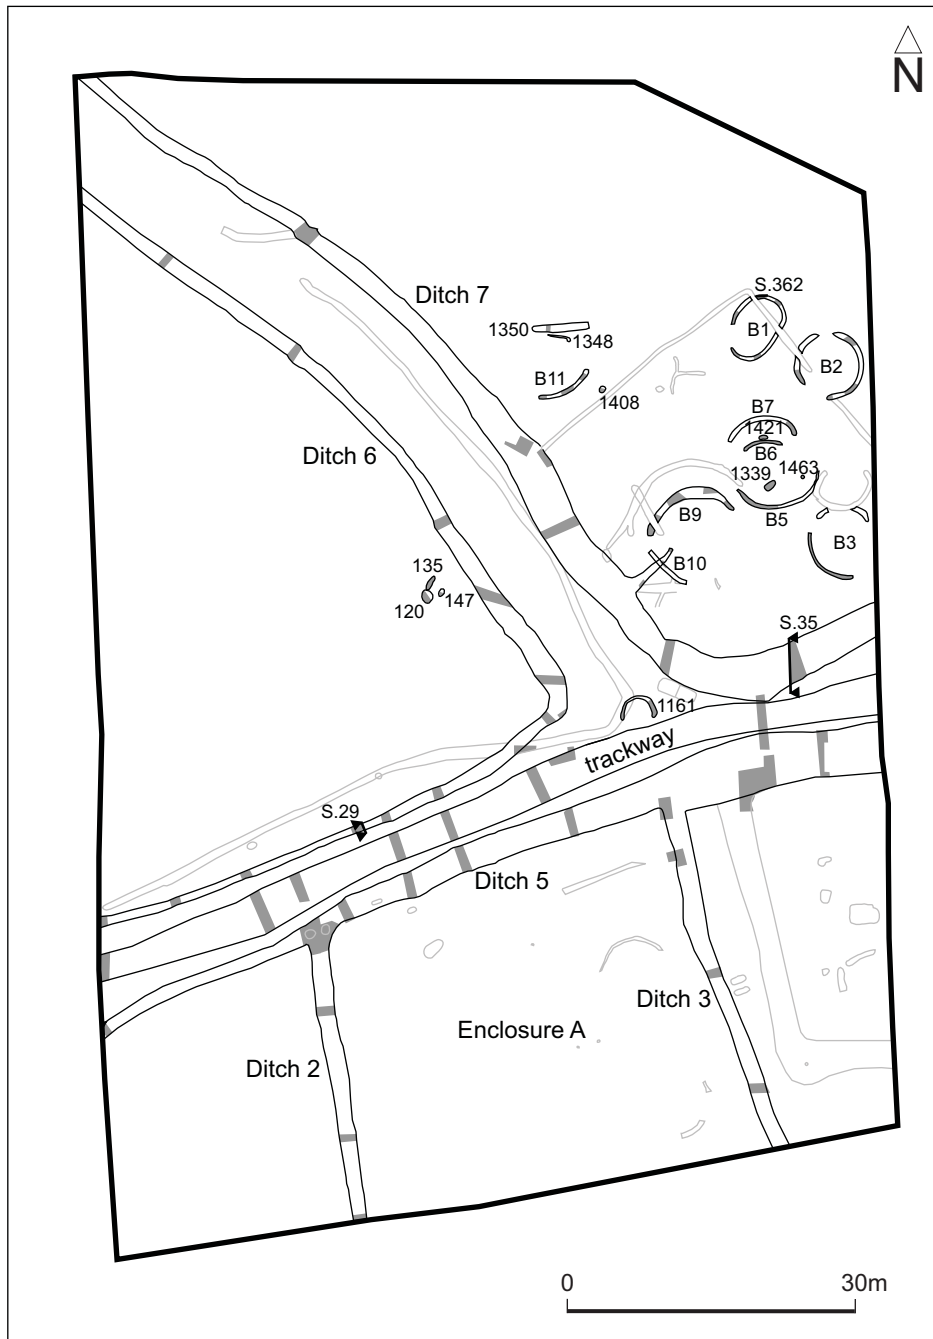 N
S.362
Ditch 7
1350
B1
1348
B2
B11
1408
B7
1421
B6
Ditch 6
1339
1463
B9
B5
B3
B10
135
147
120
S.35
1161
trackway
S.29
Ditch 5
Ditch 3
Enclosure A
Ditch 2
0
30m